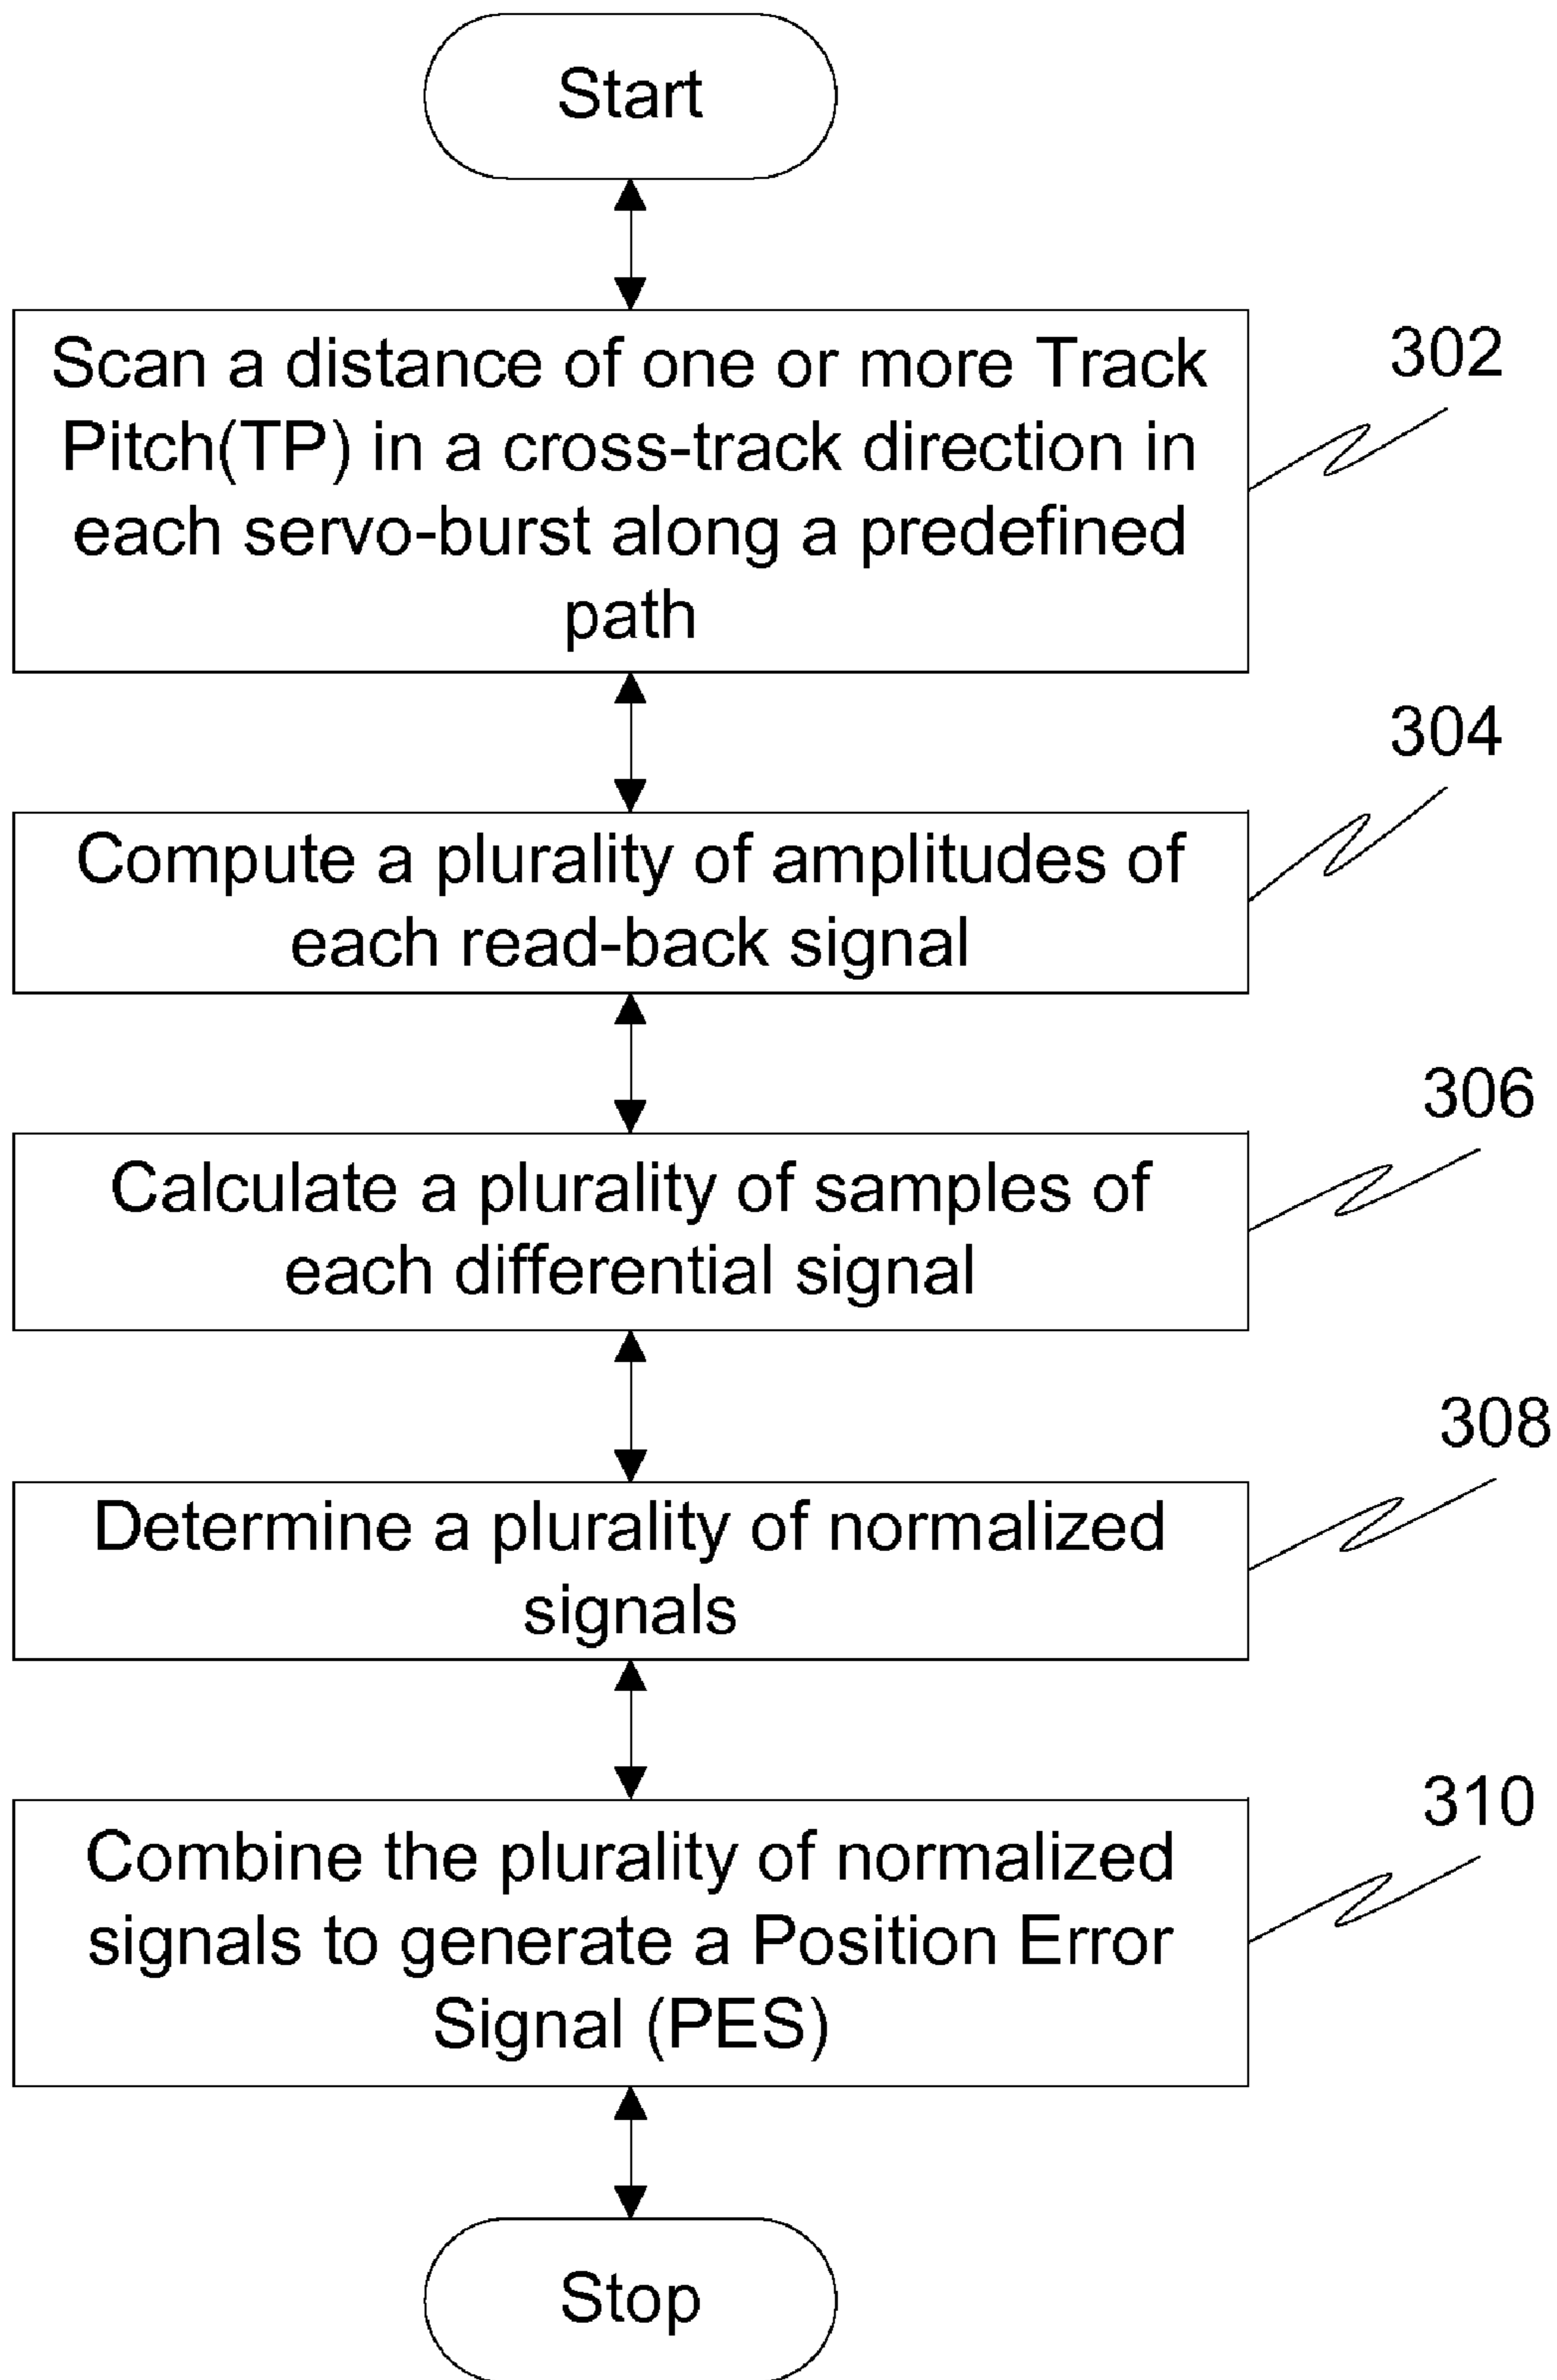 Start
Scan a distance of one or more Track
Pitch(TP) in a cross-track direction in
each servo-burst along a predefined
path
302
Compute a plurality of amplitudes of
each read-back signal
304
Calculate a plurality of samples of
each differential signal
306
Determine a plurality of normalized
signals
308
Combine the plurality of normalized
signals to generate a Position Error
Signal (PES)
310
Stop